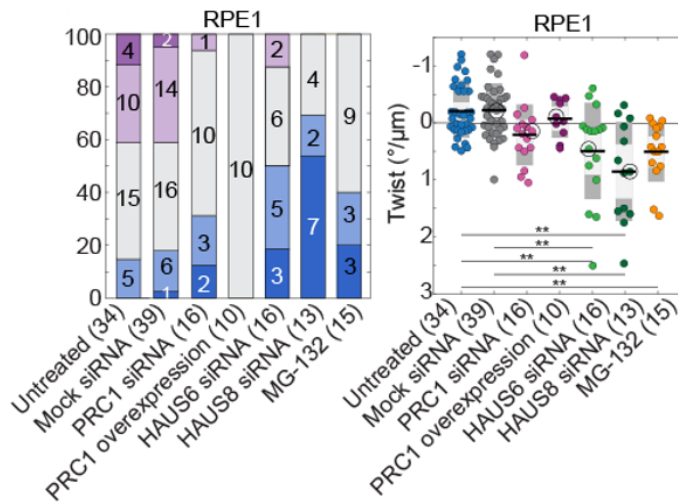 RPE1
100
80
60
40
20
0
4
10
15
5
2
14
16
6
1
1
10
3
2
10
2
6
5
3
4
2
7
9
3
3
Untreated (34)
Mock siRNA (39)
PRC1 siRNA (16)
PRC1 overexpression (10)
HAUS6 siRNA (16)
HAUS8 siRNA (13)
MG-132 (15)
RPE1
Twist (°/μm)
-1
0
1
2
3
**
**
**
**
**
Untreated (34)
Mock siRNA (39)
PRC1 siRNA (16)
PRC1 overexpression (10)
HAUS6 siRNA (16)
HAUS8 siRNA (13)
MG-132 (15)